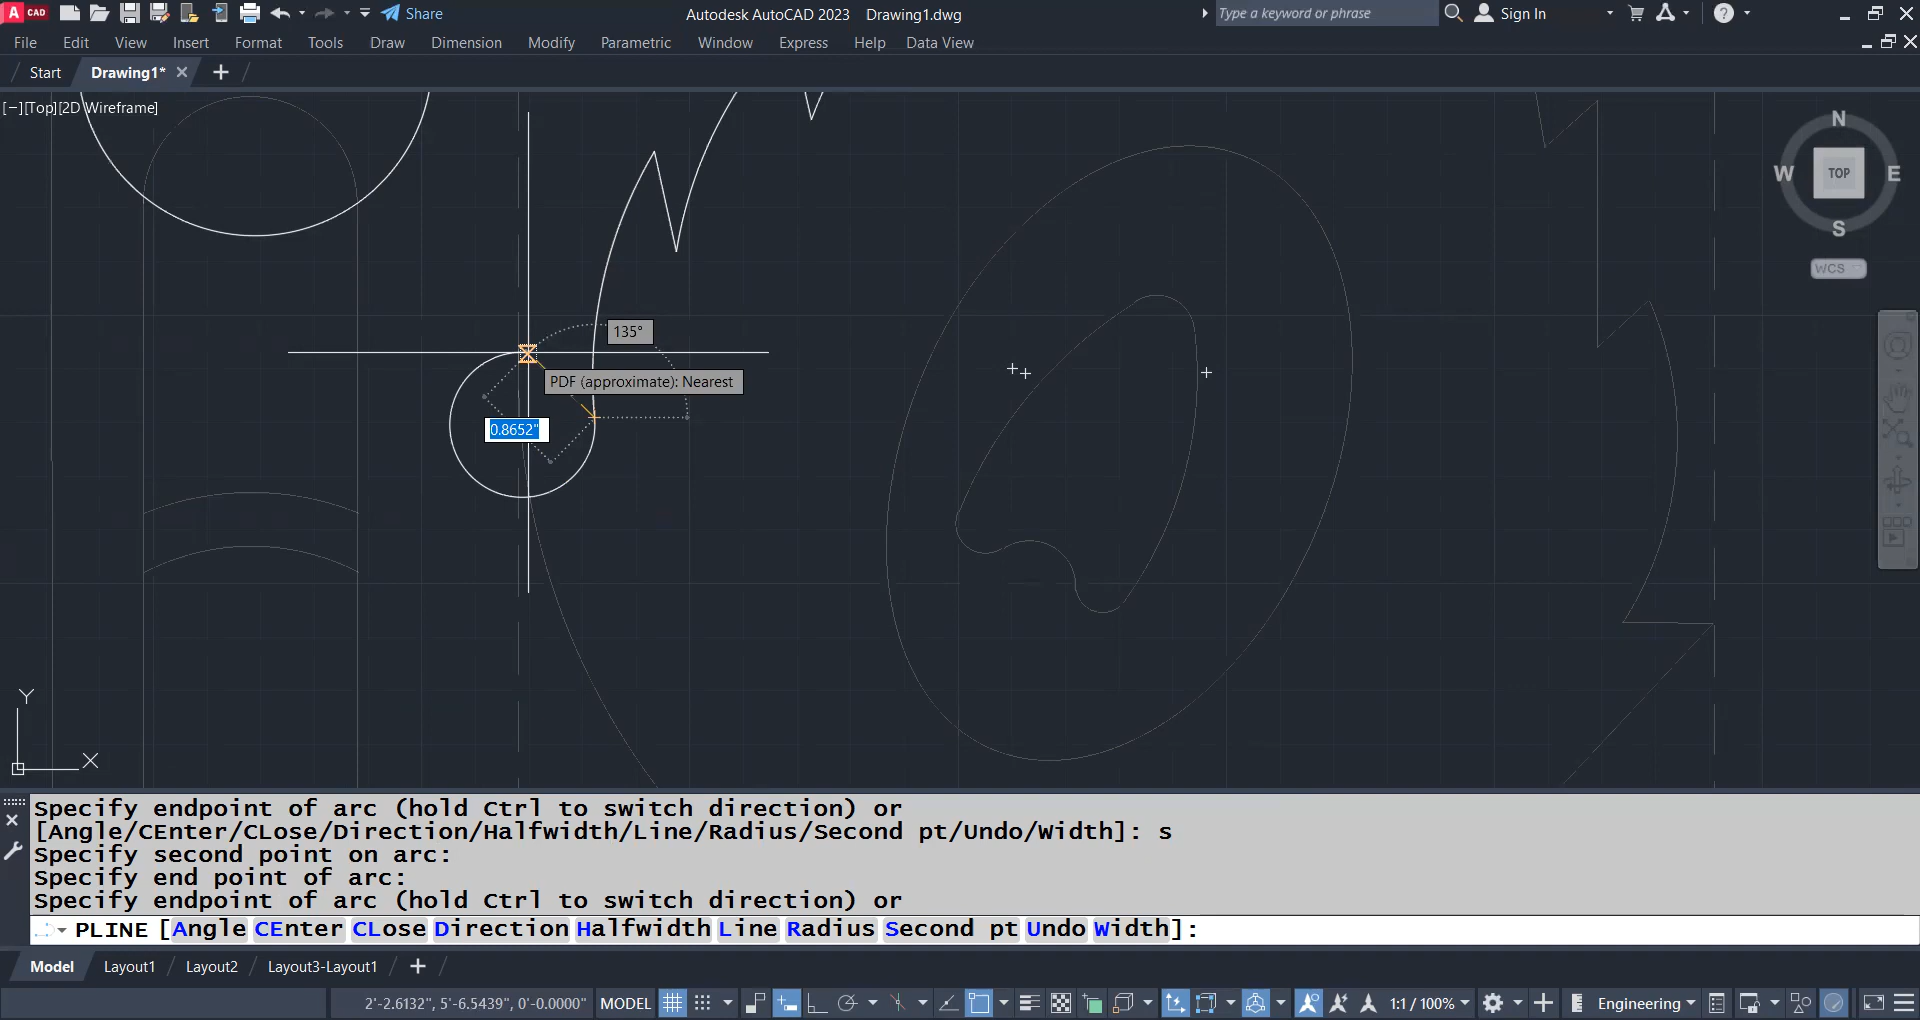 A CAD Share Autodesk AutoCAD 2023 Drawing1.dwg Type a keyword or phrase Sign In ?
File Edit View Insert Format Tools Draw Dimension Modify Parametric Window Express Help Data View
Start Drawing1* +
[−][Top][2D Wireframe]
N
W TOP E
S
WCS
135°
PDF (approximate): Nearest
0.8652"
Y
X
Specify endpoint of arc (hold Ctrl to switch direction) or
[Angle/CEnter/CLose/Direction/Halfwidth/Line/Radius/Second pt/Undo/Width]: s
Specify second point on arc:
Specify end point of arc:
Specify endpoint of arc (hold Ctrl to switch direction) or
PLINE [Angle CEnter CLose Direction Halfwidth Line Radius Second pt Undo Width]:
Model Layout1 Layout2 Layout3-Layout1 +
2'-2.6132", 5'-6.5439", 0'-0.0000" MODEL 1:1 / 100% Engineering